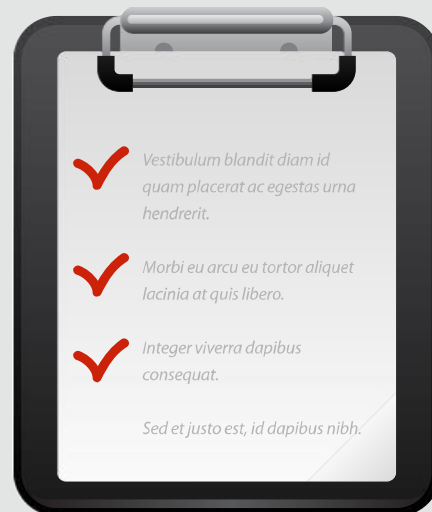 Vestibulum blandit diam id
quam placerat ac egestas urna
hendrerit.
Morbi eu arcu eu tortor aliquet
lacinia at quis libero.
Integer viverra dapibus
consequat.
Sed et justo est, id dapibus nibh.